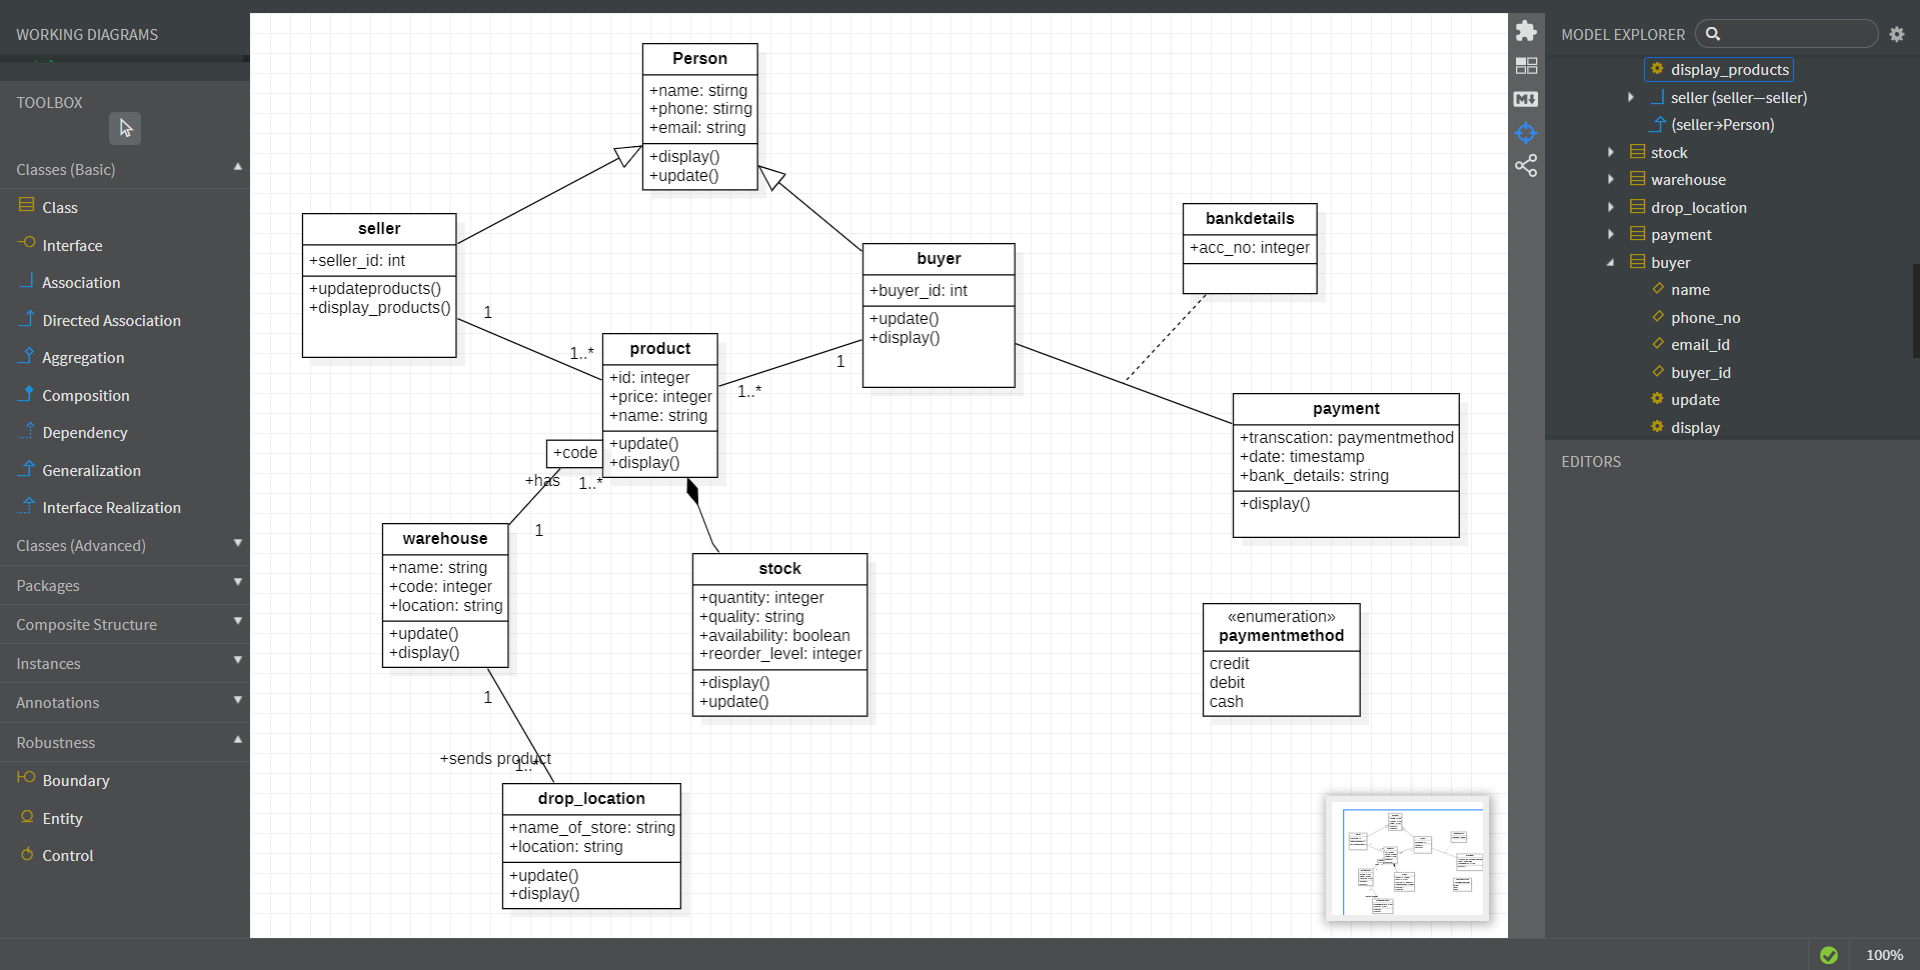 WORKING DIAGRAMS
TOOLBOX
Classes (Basic)
Class
Interface
Association
Directed Association
Aggregation
Composition
Dependency
Generalization
Interface Realization
Classes (Advanced)
Packages
Composite Structure
Instances
Annotations
Robustness
Boundary
Entity
Control
Person
+name: stirng
+phone: stirng
+email: string
+display()
+update()
seller
+seller_id: int
+updateproducts()
+display_products()
1
1..*
product
+id: integer
+price: integer
+name: string
+update()
+display()
buyer
+buyer_id: int
+update()
+display()
1
1..*
bankdetails
+acc_no: integer
payment
+transcation: paymentmethod
+date: timestamp
+bank_details: string
+display()
+code
+has
1..*
1
warehouse
+name: string
+code: integer
+location: string
+update()
+display()
stock
+quantity: integer
+quality: string
+availability: boolean
+reorder_level: integer
+display()
+update()
«enumeration»
paymentmethod
credit
debit
cash
1
+sends product
1..*
drop_location
+name_of_store: string
+location: string
+update()
+display()
M
MODEL EXPLORER
display_products
seller (seller—seller)
(seller→Person)
stock
warehouse
drop_location
payment
buyer
name
phone_no
email_id
buyer_id
update
display
EDITORS
100%